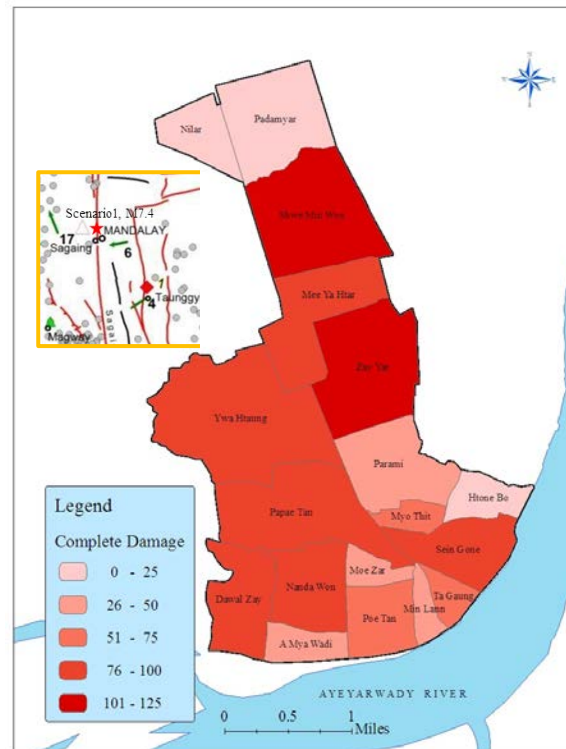 Padamyar
Nilar
Min Won
Scenario1, M7.4
MANDALAY
17
Sagaing
6
1
Taunggy
4
Sagai
Magway
Mee Ya Htar
Zay Yar
Ywa Htaung
Parami
Htone Bo
Myo Thit
Papae Tan
Sein Gone
Moe Zar
Nanda Won
Dawal Zay
Ta Gaung
Min Lann
Poe Tan
A Mya Wadi
Legend
Complete Damage
0 - 25
26 - 50
51 - 75
76 - 100
101 - 125
AYEYARWADY RIVER
0 0.5 1
Miles